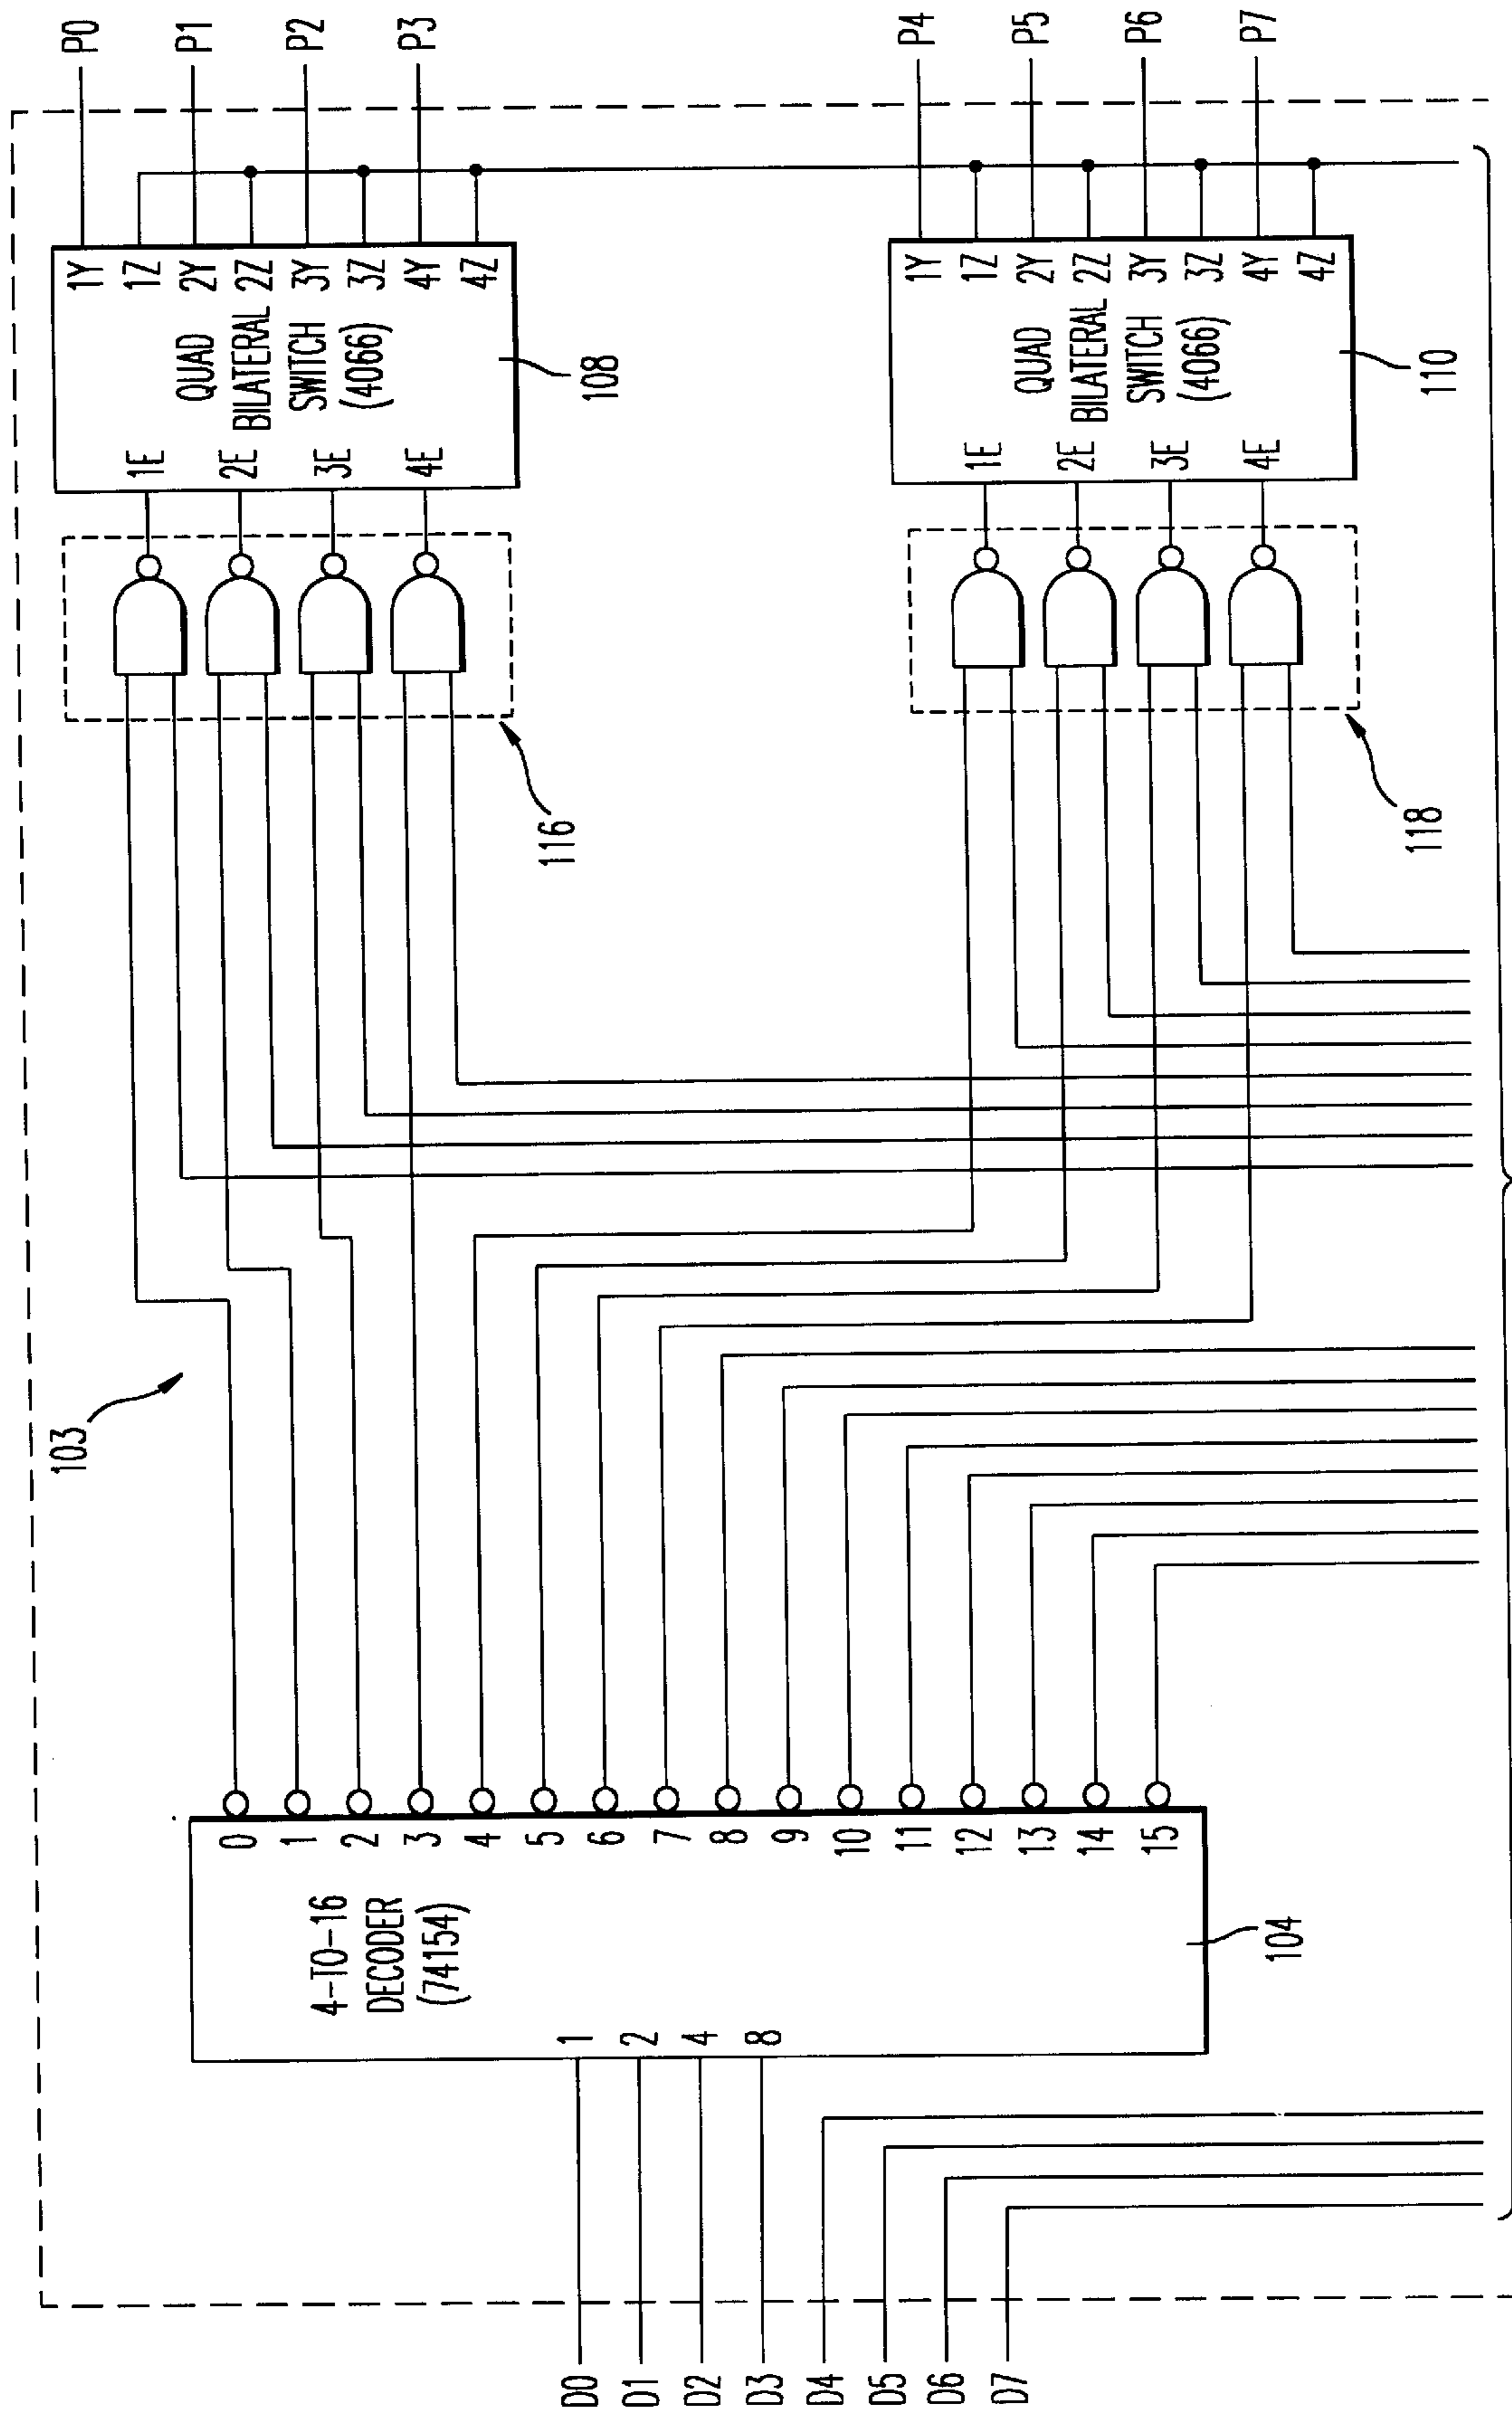 103
D0
D1
D2
D3
D4
D5
D6
D7
1
2
4
8
4-TO-16
DECODER
(74154)
0
1
2
3
4
5
6
7
8
9
10
11
12
13
14
15
104
116
1E
2E
3E
4E
QUAD
BILATERAL
SWITCH
(4066)
1Y
1Z
2Y
2Z
3Y
3Z
4Y
4Z
108
P0
P1
P2
P3
118
1E
2E
3E
4E
QUAD
BILATERAL
SWITCH
(4066)
1Y
1Z
2Y
2Z
3Y
3Z
4Y
4Z
110
P4
P5
P6
P7